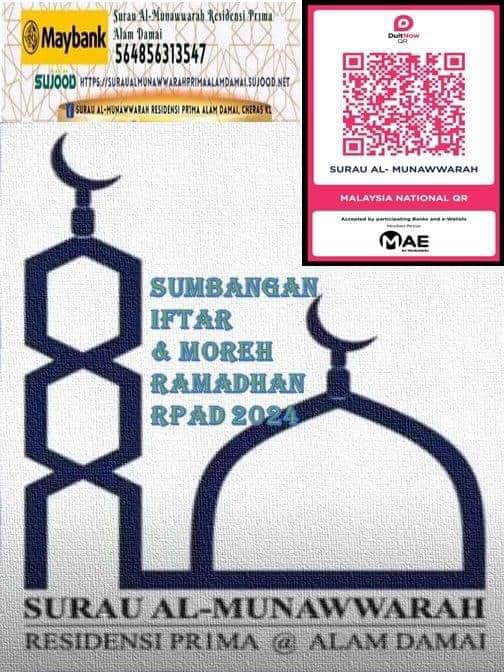 Maybank
Surau Al-Munawwarah Residensi Prima
Alam Damai
564856313547
SUJOOD HTTPS://SURAUALMUNAWWARAHPRIMAALAMDAMAI.SUJOOD.NET
f SURAU AL-MUNAWWARAH RESIDENSI PRIMA ALAM DAMAI, CHERAS KL
DuitNow
QR
SURAU AL- MUNAWWARAH
MALAYSIA NATIONAL QR
Accepted by participating Banks and e-Wallets
MAE
SUMBANGAN
IFTAR
& MOREH
RAMADHAN
RPAD 2024
SURAU AL-MUNAWWARAH
RESIDENSI PR1MA @ ALAM DAMAI